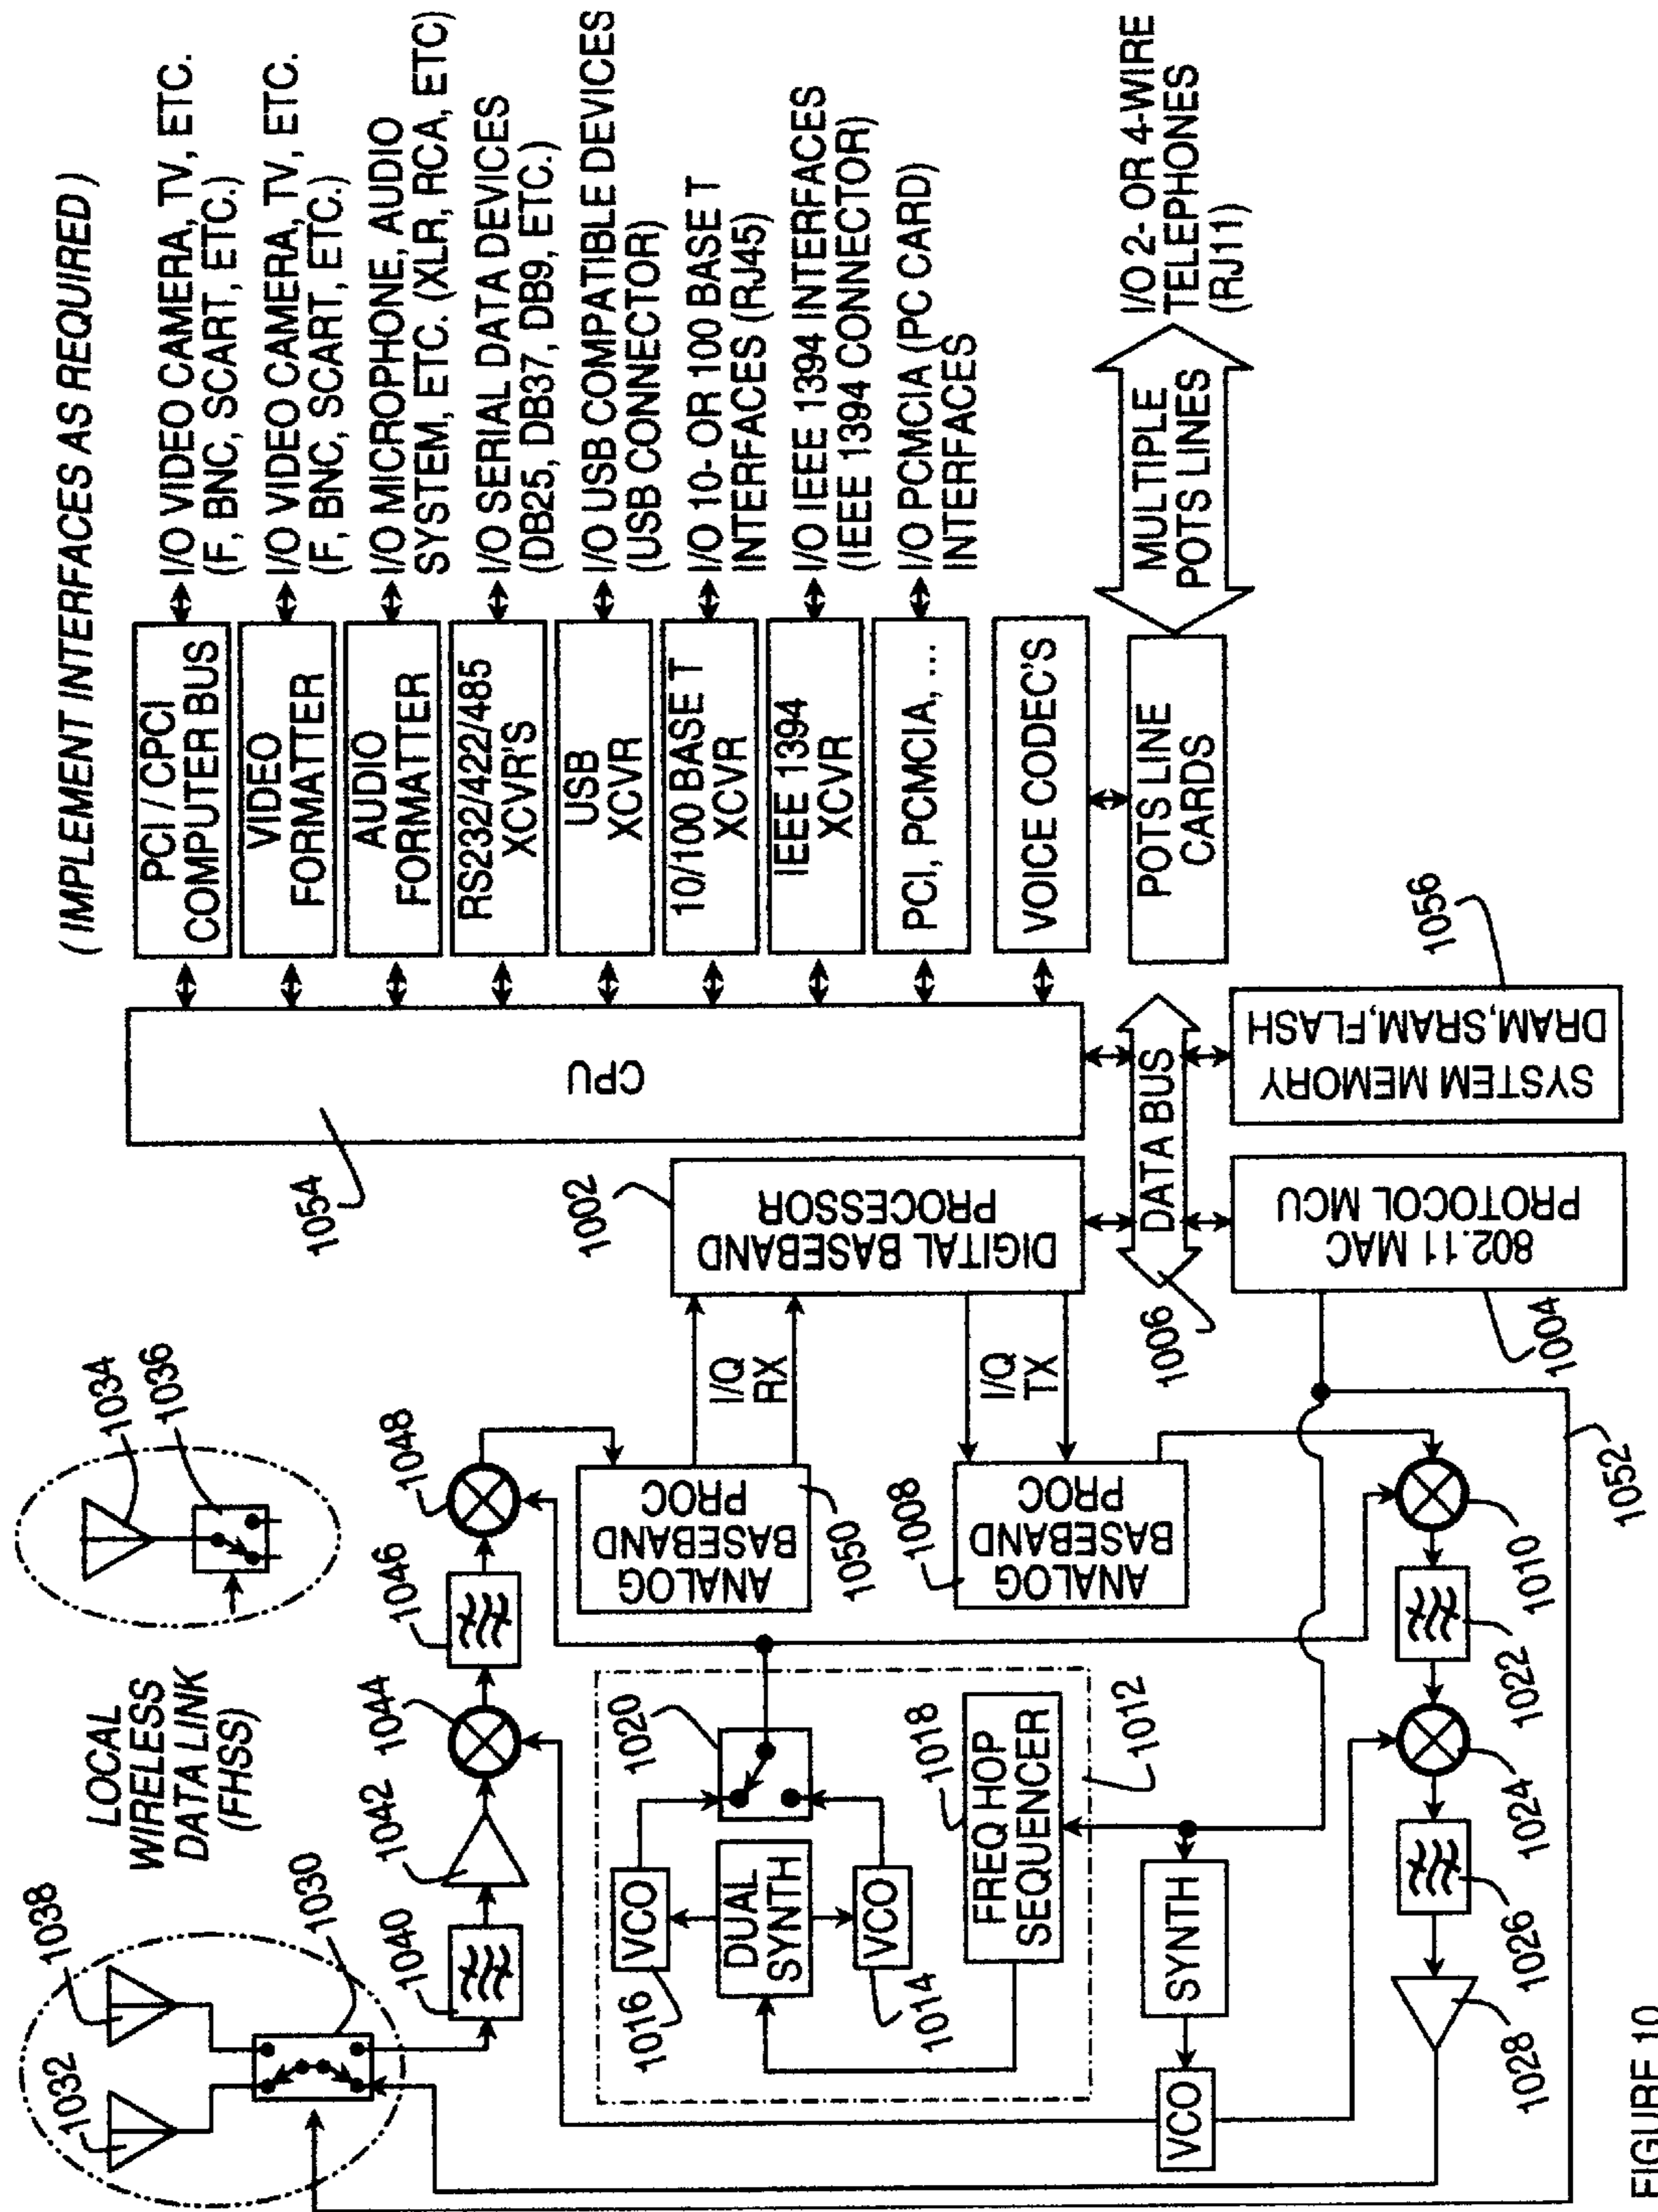 ( IMPLEMENT INTERFACES AS REQUIRED )
LOCAL
WIRELESS
DATA LINK
(FHSS)
1032
1038
1030
1034
1036
1040
1042
1044
1046
1048
PCI / CPCI
COMPUTER BUS
I/O VIDEO CAMERA, TV, ETC.
(F, BNC, SCART, ETC.)
VIDEO
FORMATTER
I/O VIDEO CAMERA, TV, ETC.
(F, BNC, SCART, ETC.)
AUDIO
FORMATTER
I/O MICROPHONE, AUDIO
SYSTEM, ETC. (XLR, RCA, ETC)
RS232/422/485
XCVR'S
I/O SERIAL DATA DEVICES
(DB25, DB37, DB9, ETC.)
USB
XCVR
I/O USB COMPATIBLE DEVICES
(USB CONNECTOR)
10/100 BASE T
XCVR
I/O 10- OR 100 BASE T
INTERFACES (RJ45)
IEEE 1394
XCVR
I/O IEEE 1394 INTERFACES
(IEEE 1394 CONNECTOR)
PCI, PCMCIA, ...
I/O PCMCIA (PC CARD)
INTERFACES
VOICE CODEC'S
POTS LINE
CARDS
MULTIPLE
POTS LINES
I/O 2- OR 4-WIRE
TELEPHONES
(RJ11)
CPU
1054
1002
DIGITAL BASEBAND
PROCESSOR
DATA BUS
1006
SYSTEM MEMORY
DRAM,SRAM,FLASH
1056
802.11 MAC
PROTOCOL MCU
1004
I/Q
RX
I/Q
TX
ANALOG
BASEBAND
PROC
1050
ANALOG
BASEBAND
PROC
1008
VCO
1016
DUAL
SYNTH
VCO
1014
1020
1018
FREQ HOP
SEQUENCER
1012
SYNTH
VCO
1028
1026
1024
1022
1010
1052
FIGURE 10